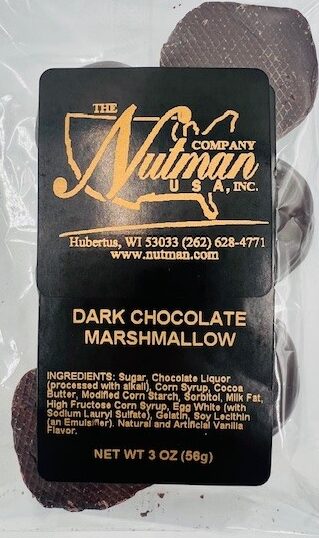 THE
Nutman
COMPANY
USA, INC.
Hubertus, WI 53033 (262) 628-4771
www.nutman.com
DARK CHOCOLATE
MARSHMALLOW
INGREDIENTS: Sugar, Chocolate Liquor
(processed with alkali), Corn Syrup, Cocoa
Butter, Modified Corn Starch, Sorbitol, Milk Fat,
High Fructose Corn Syrup, Egg White (with
Sodium Lauryl Sulfate), Gelatin, Soy Lecithin
(an Emulsifier). Natural and Artificial Vanilla
Flavor.
NET WT 3 OZ (56g)